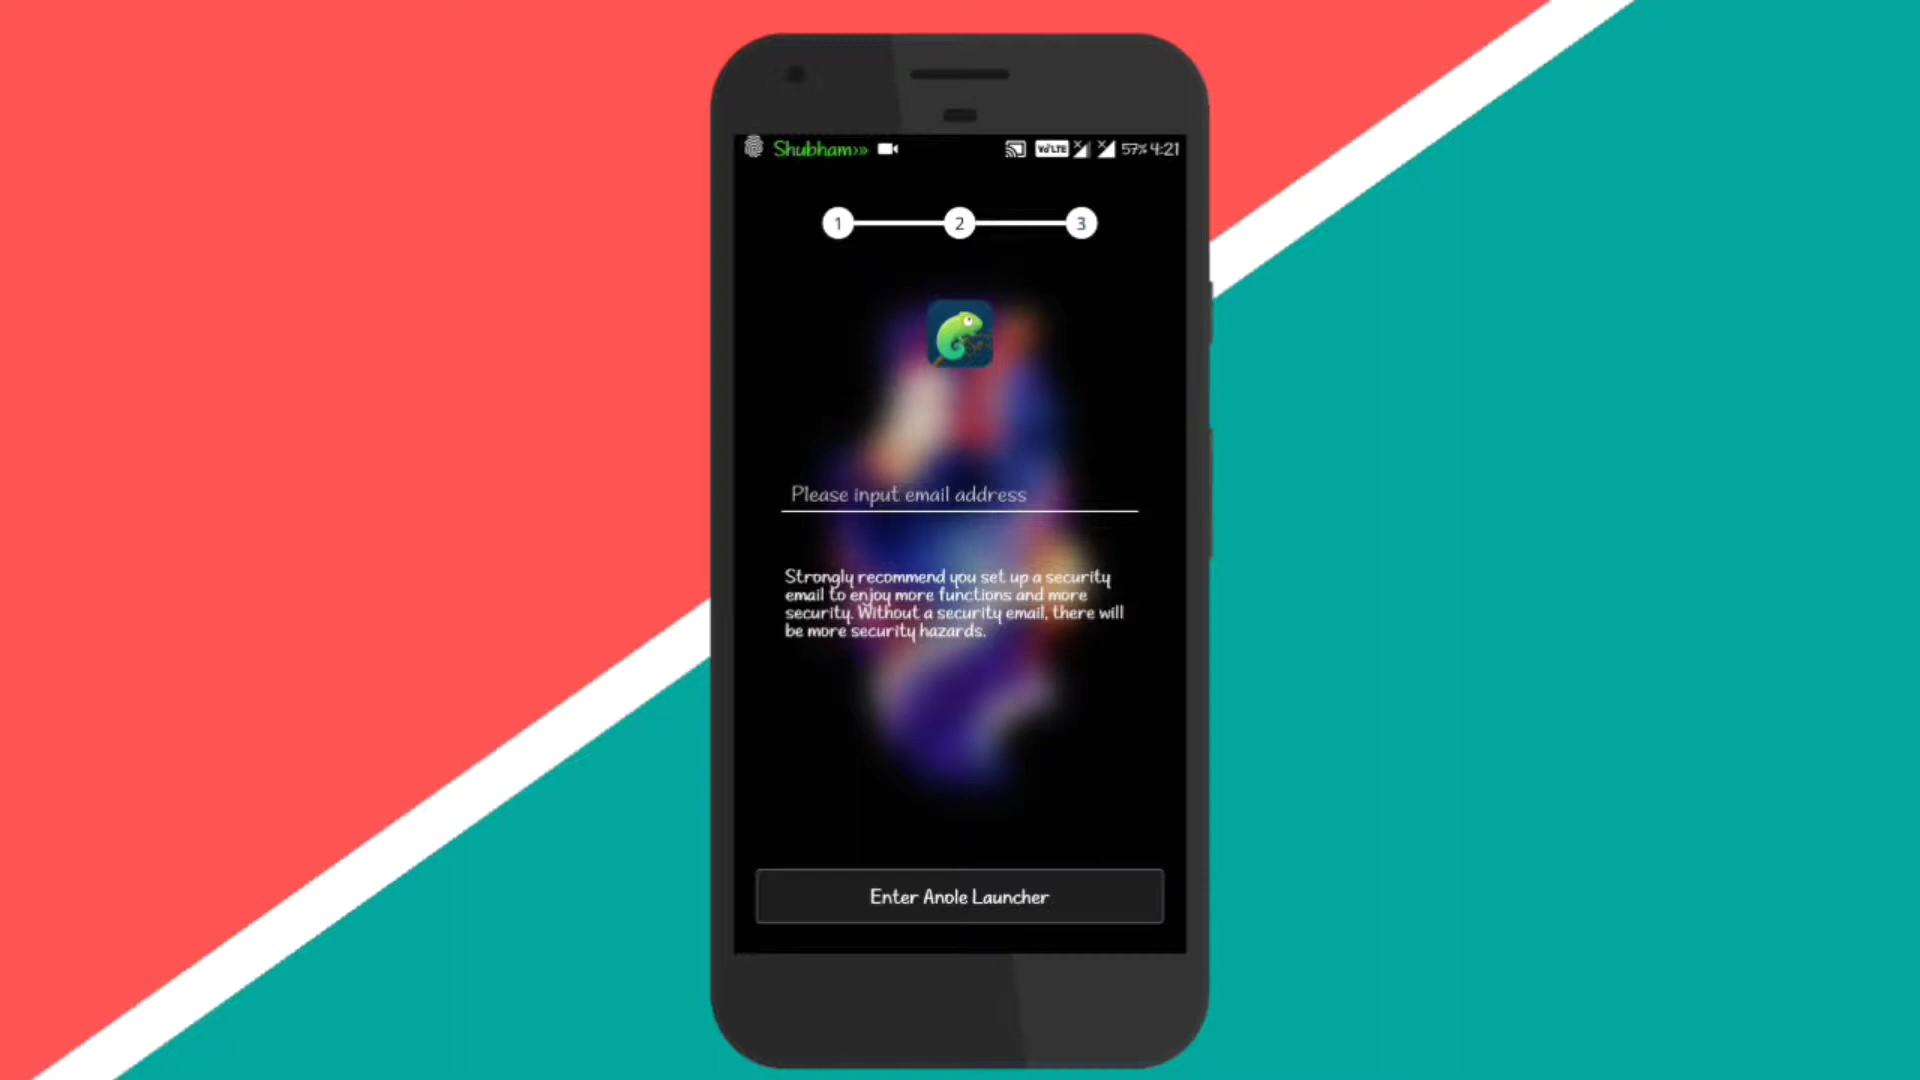 Shubham››› VoLTE 57% 4:21
1 2 3
Please input email address
Strongly recommend you set up a security
email to enjoy more functions and more
security. Without a security email, there will
be more security hazards.
Enter Anole Launcher